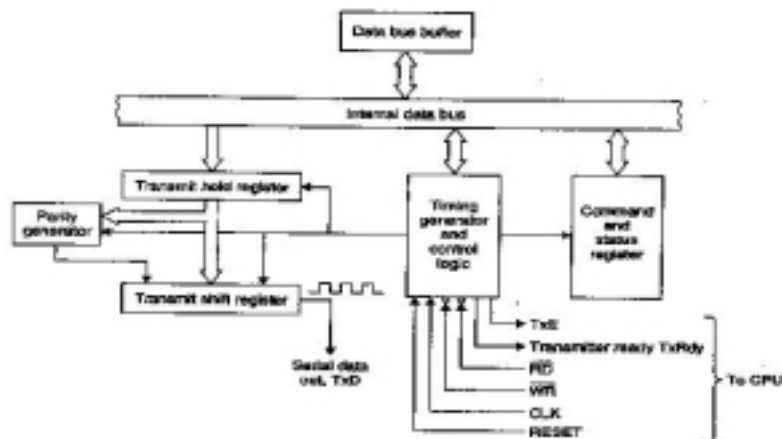 Data bus buffer
Internal data bus
Transmit hold register
Parity
generator
Timing
generator
and
control
logic
Command
and
status
register
Transmit shift register
Serial data
out, TxD
TxE
Transmitter ready TxRdy
RD
WR
CLK
RESET
To CPU